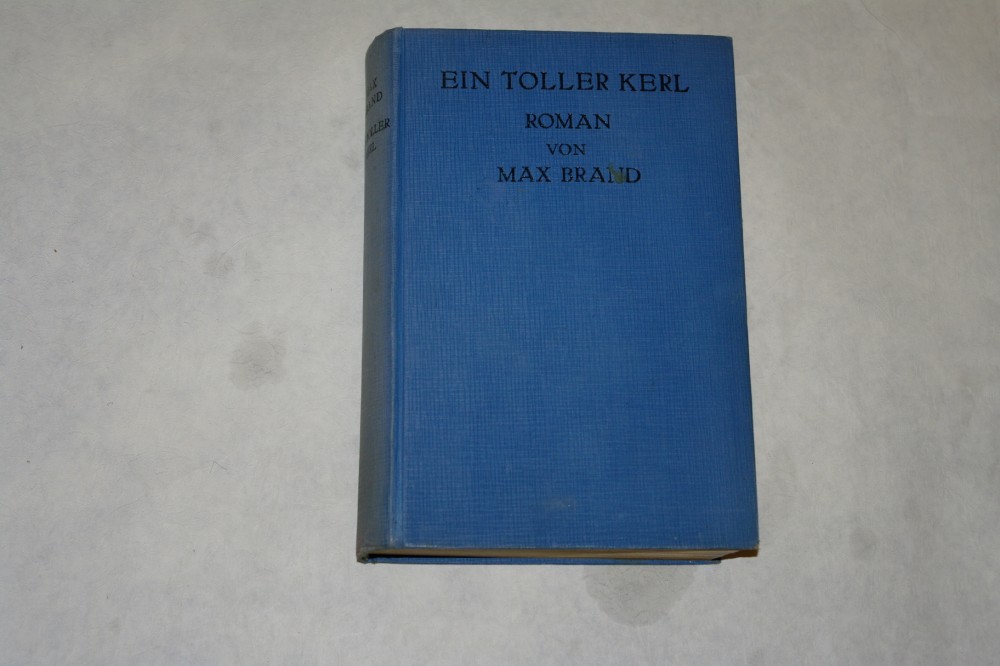 EIN TOLLER KERL
ROMAN
VON
MAX BRAND